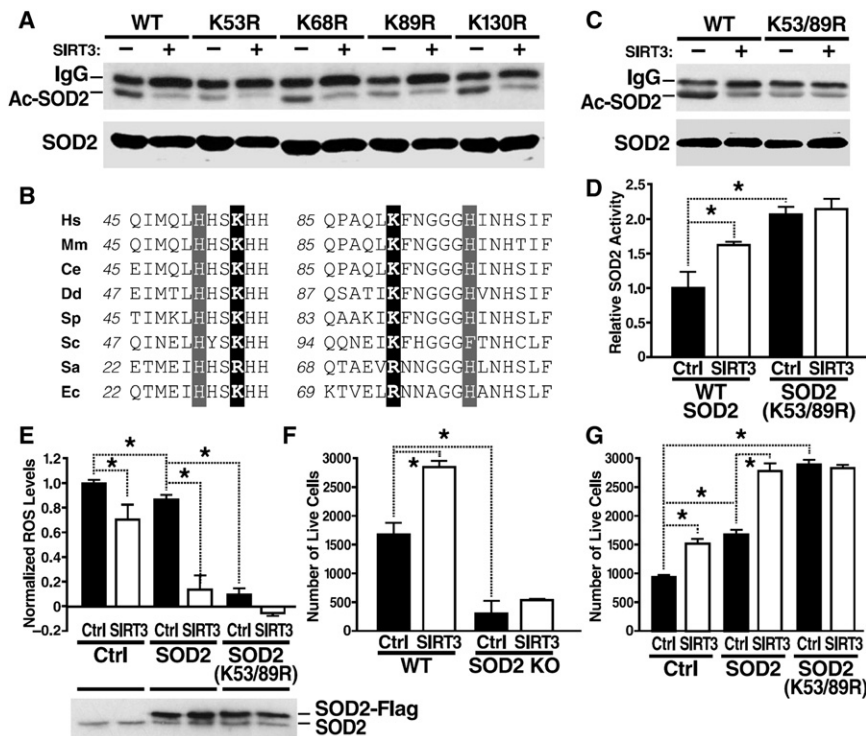 A
WT K53R K68R K89R K130R
SIRT3: – + – + – + – + – +
IgG
Ac-SOD2
SOD2
C
WT K53/89R
SIRT3: – + – +
IgG
Ac-SOD2
SOD2
B
Hs 45 QIMQLHHSKHH 85 QPAQLKFNGGGHINHSIF
Mm 45 QIMQLHHSKHH 85 QPAQLKFNGGGHINHTIF
Ce 45 EIMQLHHSKHH 85 QPAQLKFNGGGHINHSIF
Dd 47 EIMTLHHSKHH 87 QSATIKFNGGGHVNHSIF
Sp 45 TIMKLHHSKHH 83 QAAKIKFNGGGHINHSLF
Sc 47 QINELHYSKHH 94 QQNEIKFHGGGFTNHCLF
Sa 22 ETMEIHHSRHH 68 QTAEVRNNGGGHLNHSLF
Ec 22 QTMEIHHSKHH 69 KTVELRNNAGGHANHSLF
D
Relative SOD2 Activity
2.5
2.0
1.5
1.0
0.5
0
* *
Ctrl SIRT3 Ctrl SIRT3
WT SOD2
SOD2 (K53/89R)
E
Normalized ROS Levels
1.2
1.0
0.8
0.6
0.4
0.2
0
–0.2
* * * *
Ctrl SIRT3 Ctrl SIRT3 Ctrl SIRT3
Ctrl SOD2 SOD2
(K53/89R)
SOD2-Flag
SOD2
F
Number of Live Cells
3000
2500
2000
1500
1000
500
0
* *
Ctrl SIRT3 Ctrl SIRT3
WT SOD2 KO
G
Number of Live Cells
3000
2500
2000
1500
1000
500
0
* * * *
Ctrl SIRT3 Ctrl SIRT3 Ctrl SIRT3
Ctrl SOD2 SOD2
(K53/89R)